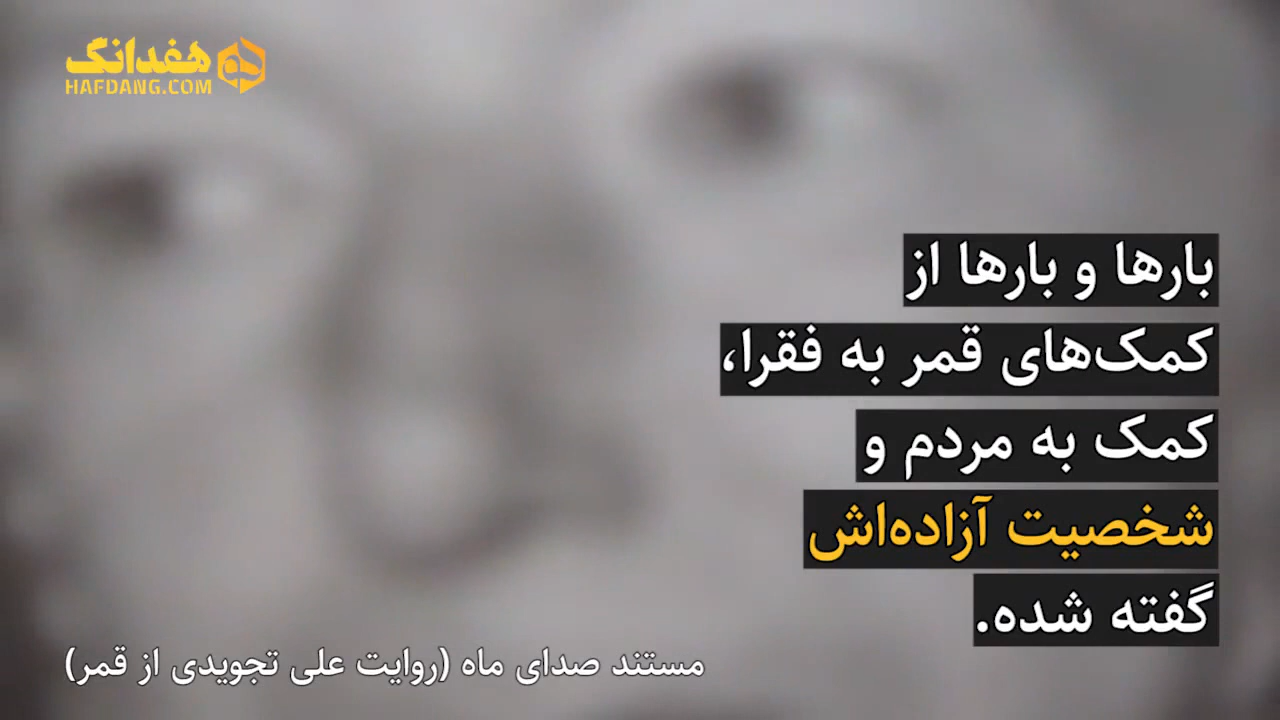 هفدانگ
HAFDANG.COM
بارها و بارها از
کمک‌های قمر به فقرا،
کمک به مردم و
شخصیت آزاده‌اش
گفته شده.
مستند صدای ماه (روایت علی تجویدی از قمر)